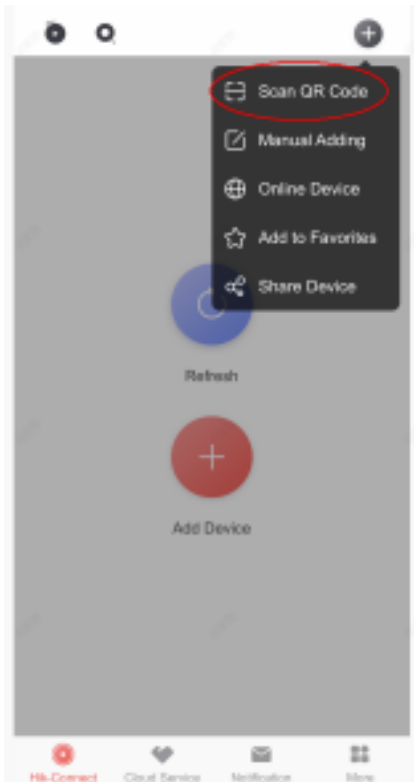 Scan QR Code
Manual Adding
Online Device
Add to Favorites
Share Device
Refresh
Add Device
Hik-Connect
Cloud Service
Notification
More